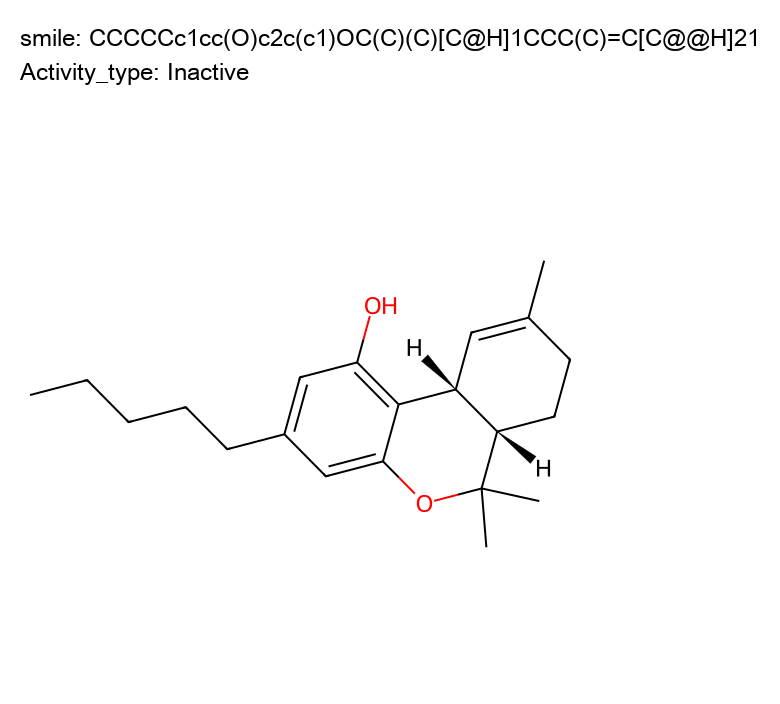 smile: CCCCCc1cc(O)c2c(c1)OC(C)(C)[C@H]1CCC(C)=C[C@@H]21
Activity_type: Inactive
OH
H
H
O